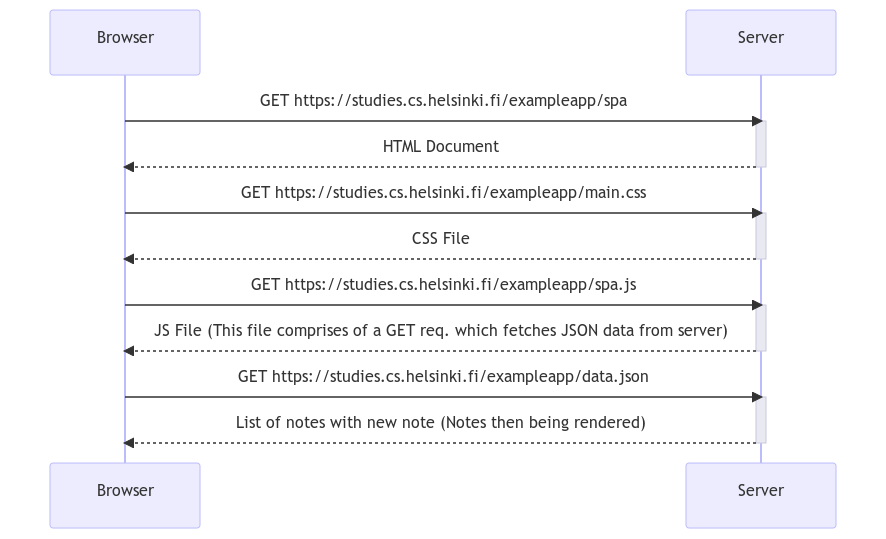 Browser
Server
GET https://studies.cs.helsinki.fi/exampleapp/spa
HTML Document
GET https://studies.cs.helsinki.fi/exampleapp/main.css
CSS File
GET https://studies.cs.helsinki.fi/exampleapp/spa.js
JS File (This file comprises of a GET req. which fetches JSON data from server)
GET https://studies.cs.helsinki.fi/exampleapp/data.json
List of notes with new note (Notes then being rendered)
Browser
Server